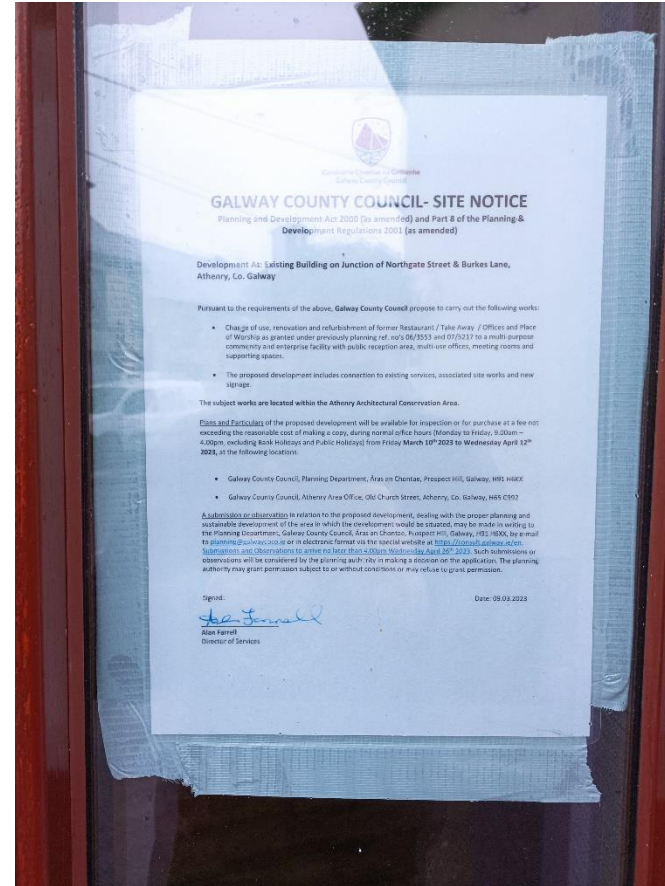 Comhairle Chontae na Gaillimhe
Galway County Council
GALWAY COUNTY COUNCIL- SITE NOTICE
Planning and Development Act 2000 (as amended) and Part 8 of the Planning &
Development Regulations 2001 (as amended)
Development At: Existing Building on Junction of Northgate Street & Burkes Lane,
Athenry, Co. Galway
Pursuant to the requirements of the above, Galway County Council propose to carry out the following works:
• Change of use, renovation and refurbishment of former Restaurant / Take Away / Offices and Place
of Worship as granted under previously planning ref. no's 06/3553 and 07/5217 to a multi-purpose
community and enterprise facility with public reception area, multi-use offices, meeting rooms and
supporting spaces.
• The proposed development includes connection to existing services, associated site works and new
signage.
The subject works are located within the Athenry Architectural Conservation Area.
Plans and Particulars of the proposed development will be available for inspection or for purchase at a fee not
exceeding the reasonable cost of making a copy, during normal office hours (Monday to Friday, 9.00am –
4.00pm, excluding Bank Holidays and Public Holidays) from Friday March 10th 2023 to Wednesday April 12th
2023, at the following locations:
• Galway County Council, Planning Department, Áras an Chontae, Prospect Hill, Galway, H91 H6KX
• Galway County Council, Athenry Area Office, Old Church Street, Athenry, Co. Galway, H65 C992
A submission or observation in relation to the proposed development, dealing with the proper planning and
sustainable development of the area in which the development would be situated, may be made in writing to
the Planning Department, Galway County Council, Áras an Chontae, Prospect Hill, Galway, H91 H6KX, by e-mail
to planning@galwaycoco.ie or in electronic format via the special website at https://consult.galway.ie/en.
Submissions and Observations to arrive no later than 4.00pm Wednesday April 26th 2023. Such submissions or
observations will be considered by the planning authority in making a decision on the application. The planning
authority may grant permission subject to or without conditions or may refuse to grant permission.
Signed: Date: 09.03.2023
Alan Farrell
Alan Farrell
Director of Services